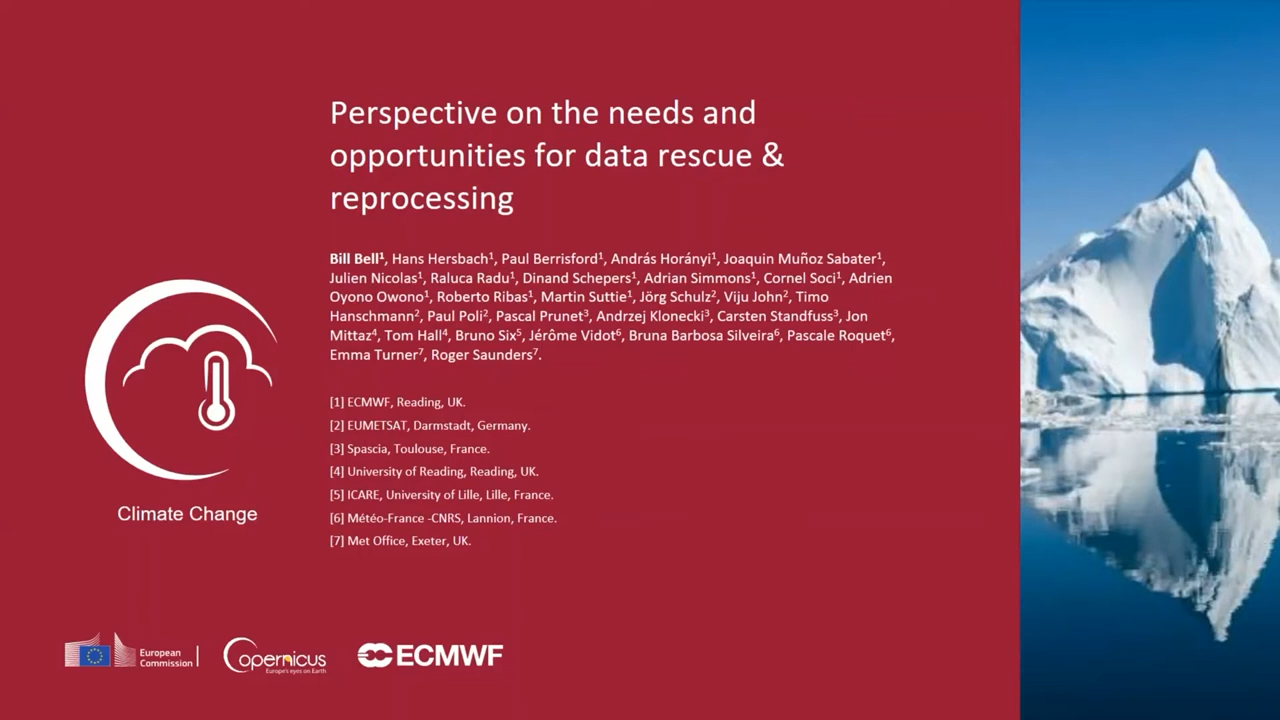 Perspective on the needs and
opportunities for data rescue &
reprocessing
Bill Bell¹, Hans Hersbach¹, Paul Berrisford¹, András Horányi¹, Joaquin Muñoz Sabater¹,
Julien Nicolas¹, Raluca Radu¹, Dinand Schepers¹, Adrian Simmons¹, Cornel Soci¹, Adrien
Oyono Owono¹, Roberto Ribas¹, Martin Suttie¹, Jörg Schulz², Viju John², Timo
Hanschmann², Paul Poli², Pascal Prunet³, Andrzej Klonecki³, Carsten Standfuss³, Jon
Mittaz⁴, Tom Hall⁴, Bruno Six⁵, Jérôme Vidot⁶, Bruna Barbosa Silveira⁶, Pascale Roquet⁶,
Emma Turner⁷, Roger Saunders⁷.
[1] ECMWF, Reading, UK.
[2] EUMETSAT, Darmstadt, Germany.
[3] Spascia, Toulouse, France.
[4] University of Reading, Reading, UK.
[5] ICARE, University of Lille, Lille, France.
[6] Météo-France -CNRS, Lannion, France.
[7] Met Office, Exeter, UK.
Climate Change
European
Commission
Copernicus
Europe's eyes on Earth
ECMWF